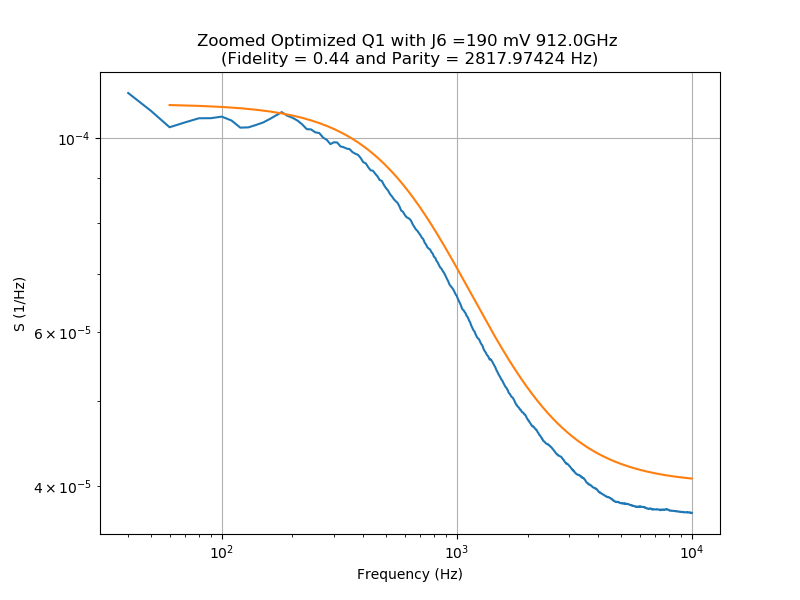 Zoomed Optimized Q1 with J6 =190 mV 912.0GHz
(Fidelity = 0.44 and Parity = 2817.97424 Hz)
S (1/Hz)
10⁻⁴
6 × 10⁻⁵
4 × 10⁻⁵
10² 10³ 10⁴
Frequency (Hz)